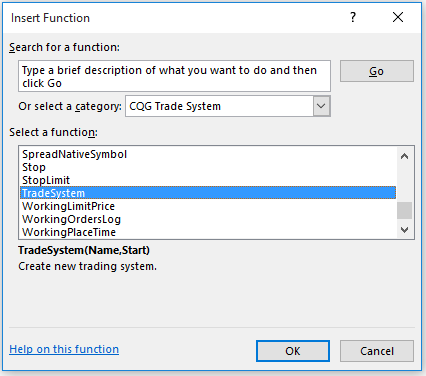 Insert Function
?
Search for a function:
Type a brief description of what you want to do and then
click Go
Go
Or select a category: CQG Trade System
Select a function:
SpreadNativeSymbol
Stop
StopLimit
TradeSystem
WorkingLimitPrice
WorkingOrdersLog
WorkingPlaceTime
TradeSystem(Name,Start)
Create new trading system.
Help on this function
OK
Cancel